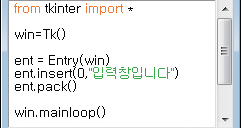 from tkinter import *
win=Tk()
ent = Entry(win)
ent.insert(0,"입력창입니다")
ent.pack()
win.mainloop()